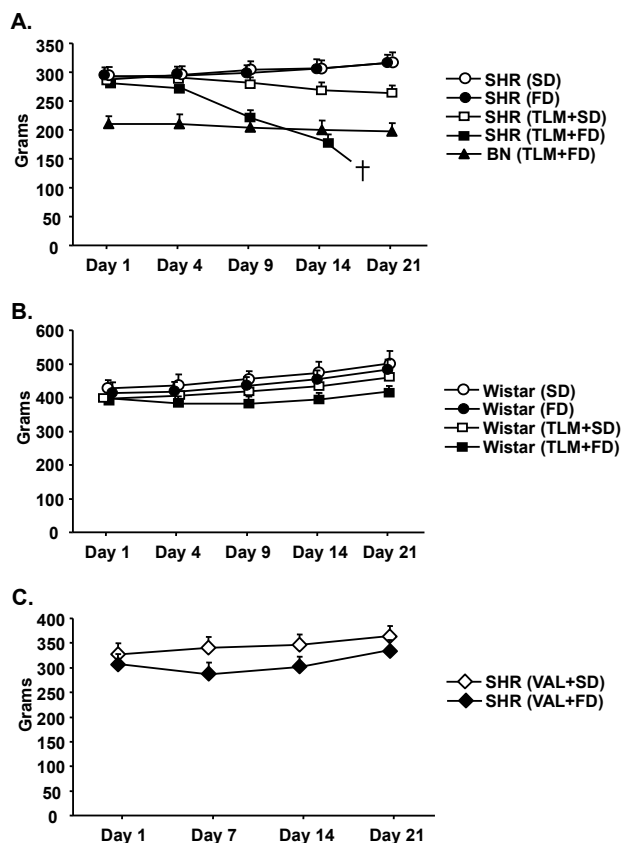 A.
350
300
250
200
150
100
50
0
Grams
†
Day 1 Day 4 Day 9 Day 14 Day 21
SHR (SD)
SHR (FD)
SHR (TLM+SD)
SHR (TLM+FD)
BN (TLM+FD)
B.
600
500
400
300
200
100
0
Grams
Day 1 Day 4 Day 9 Day 14 Day 21
Wistar (SD)
Wistar (FD)
Wistar (TLM+SD)
Wistar (TLM+FD)
C.
400
350
300
250
200
150
100
50
0
Grams
Day 1 Day 7 Day 14 Day 21
SHR (VAL+SD)
SHR (VAL+FD)